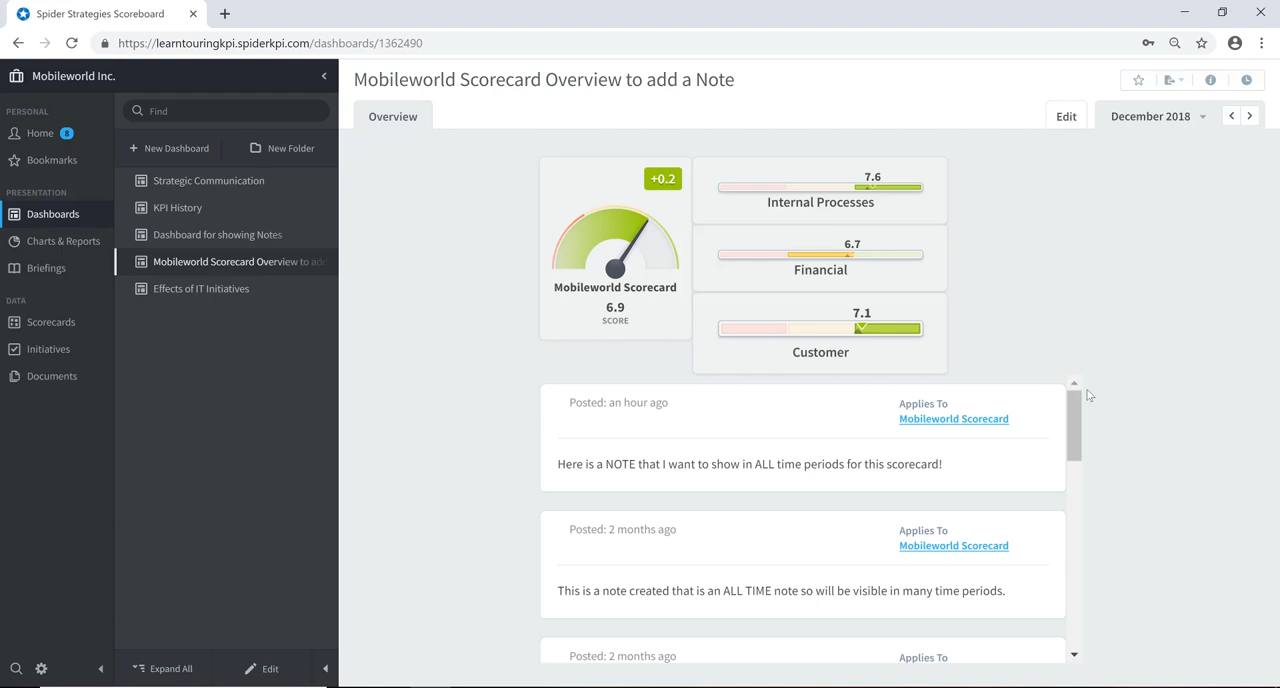 Spider Strategies Scoreboard
https://learntouringkpi.spiderkpi.com/dashboards/1362490
Mobileworld Inc.
PERSONAL
Home 8
Bookmarks
PRESENTATION
Dashboards
Charts & Reports
Briefings
DATA
Scorecards
Initiatives
Documents
Find
New Dashboard
New Folder
Strategic Communication
KPI History
Dashboard for showing Notes
Mobileworld Scorecard Overview to add
Effects of IT Initiatives
Expand All
Edit
Mobileworld Scorecard Overview to add a Note
Overview
Edit
December 2018
+0.2
Mobileworld Scorecard
6.9
SCORE
7.6
Internal Processes
6.7
Financial
7.1
Customer
Posted: an hour ago
Applies To
Mobileworld Scorecard
Here is a NOTE that I want to show in ALL time periods for this scorecard!
Posted: 2 months ago
Applies To
Mobileworld Scorecard
This is a note created that is an ALL TIME note so will be visible in many time periods.
Posted: 2 months ago
Applies To